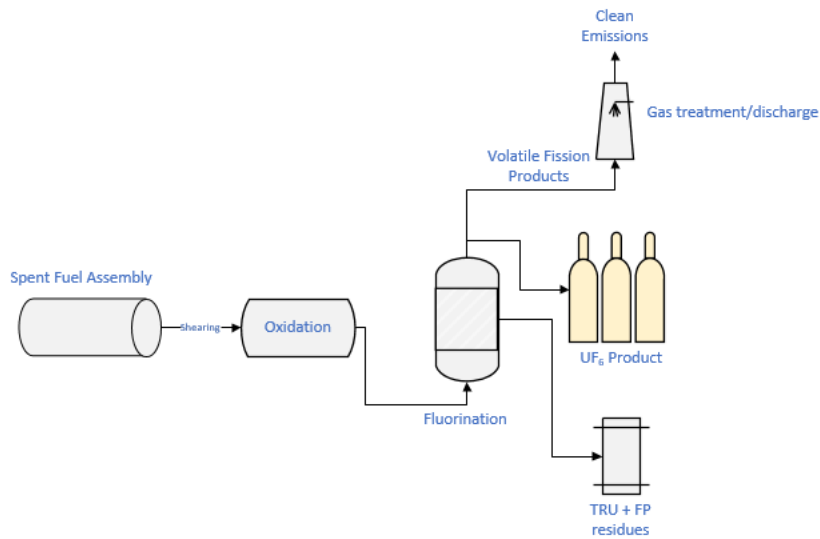 Clean
Emissions
Gas treatment/discharge
Volatile Fission
Products
Spent Fuel Assembly
Shearing
Oxidation
UF₆ Product
Fluorination
TRU + FP
residues